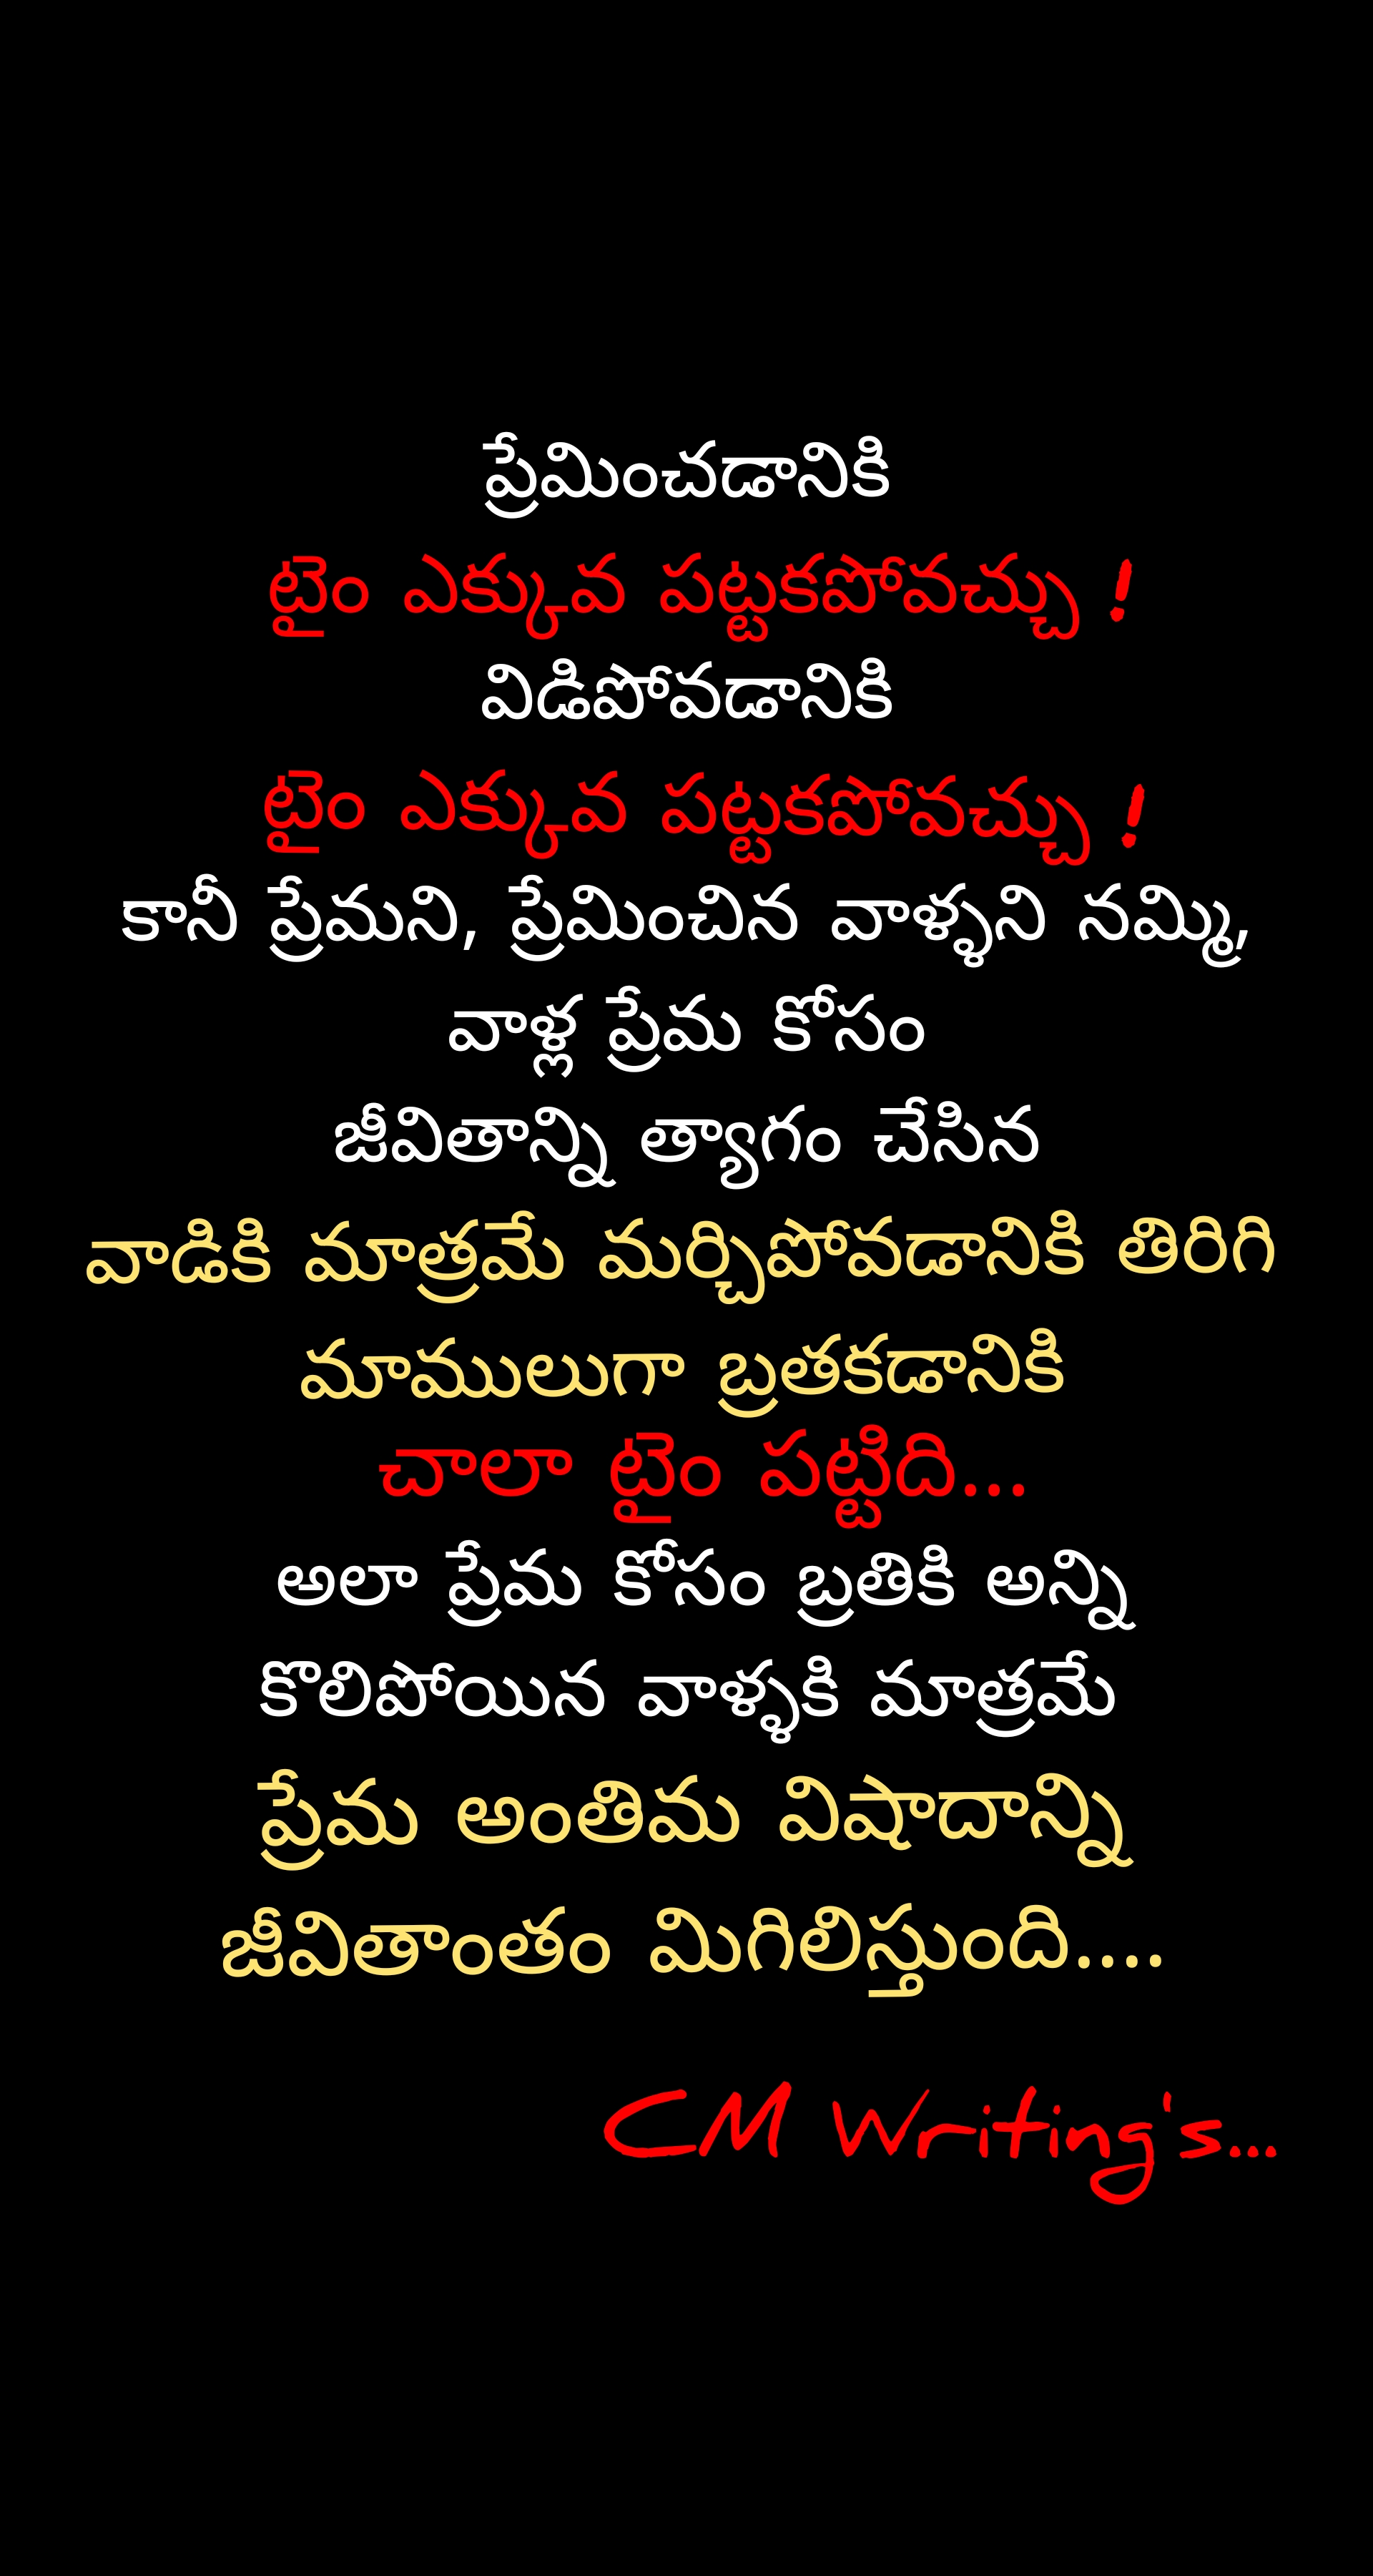 ప్రేమించడానికి
టైం ఎక్కువ పట్టకపోవచ్చు !
విడిపోవడానికి
టైం ఎక్కువ పట్టకపోవచ్చు !
కానీ ప్రేమని, ప్రేమించిన వాళ్ళని నమ్మి,
వాళ్ల ప్రేమ కోసం
జీవితాన్ని త్యాగం చేసిన
వాడికి మాత్రమే మర్చిపోవడానికి తిరిగి
మాములుగా బ్రతకడానికి
చాలా టైం పట్టిది...
అలా ప్రేమ కోసం బ్రతికి అన్ని
కొలిపోయిన వాళ్ళకి మాత్రమే
ప్రేమ అంతిమ విషాదాన్ని
జీవితాంతం మిగిలిస్తుంది....
CM Writing's...